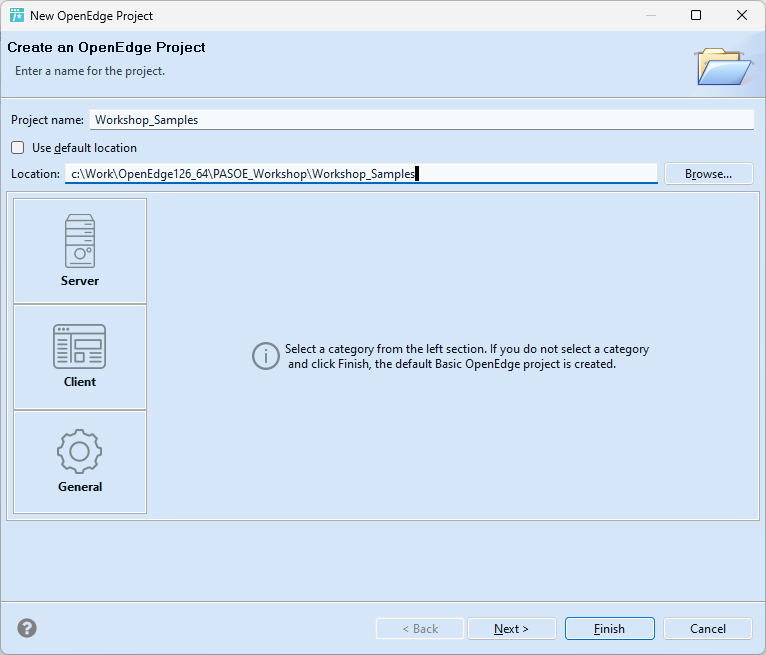 New OpenEdge Project
Create an OpenEdge Project
Enter a name for the project.
Project name: Workshop_Samples
Use default location
Location: c:\Work\OpenEdge126_64\PASOE_Workshop\Workshop_Samples
Browse...
Server
Client
General
Select a category from the left section. If you do not select a category
and click Finish, the default Basic OpenEdge project is created.
< Back
Next >
Finish
Cancel